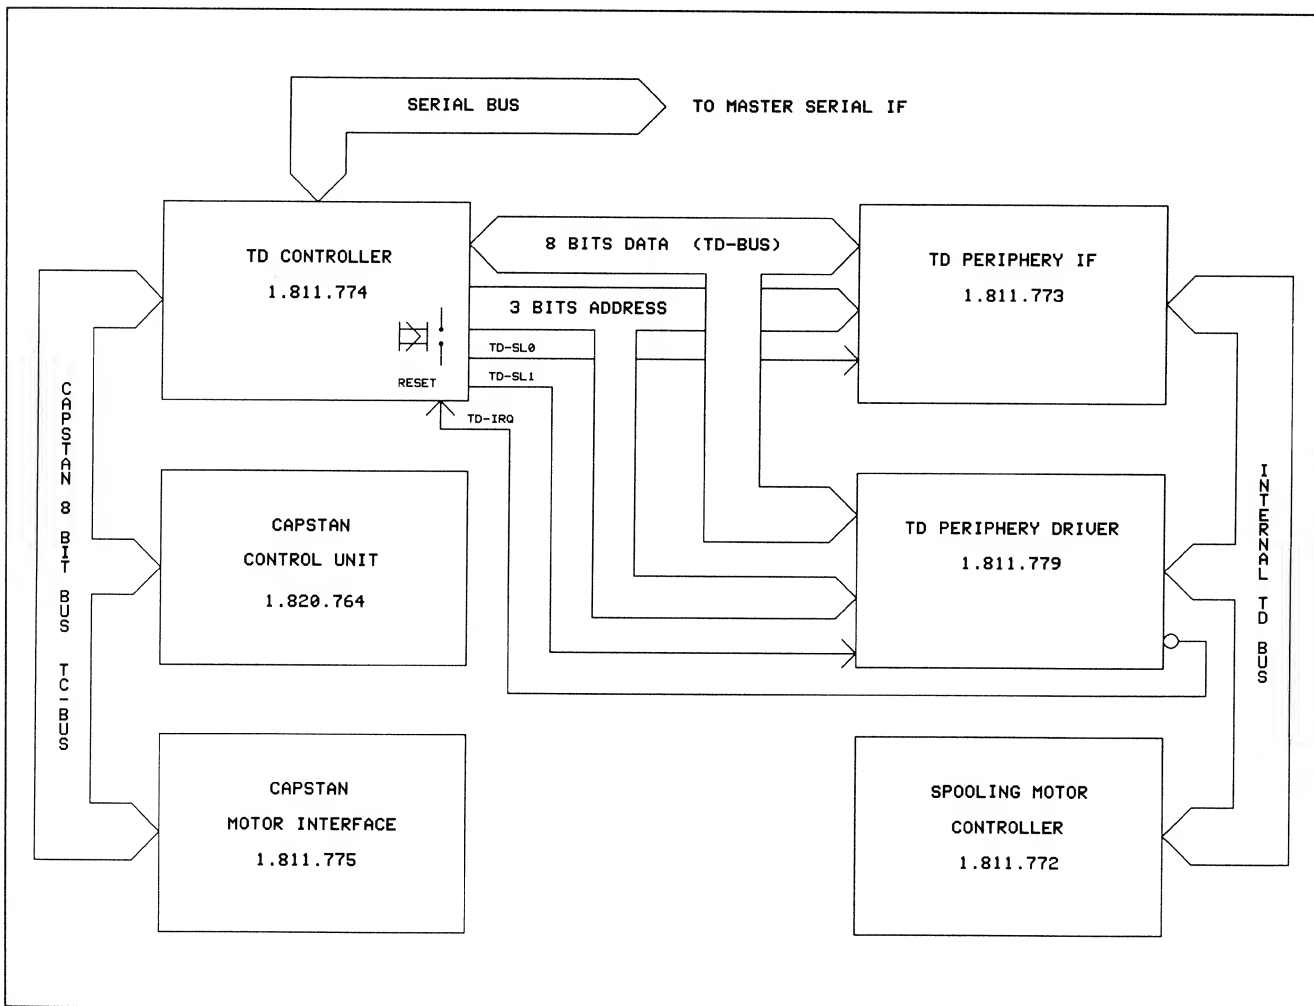 SERIAL BUS
TO MASTER SERIAL IF
TD CONTROLLER
1.811.774
RESET
8 BITS DATA (TD-BUS)
3 BITS ADDRESS
TD-SL0
TD-SL1
TD-IRQ
TD PERIPHERY IF
1.811.773
CAPSTAN 8 BIT BUS TC-BUS
CAPSTAN
CONTROL UNIT
1.820.764
TD PERIPHERY DRIVER
1.811.779
INTERNAL TD BUS
CAPSTAN
MOTOR INTERFACE
1.811.775
SPOOLING MOTOR
CONTROLLER
1.811.772